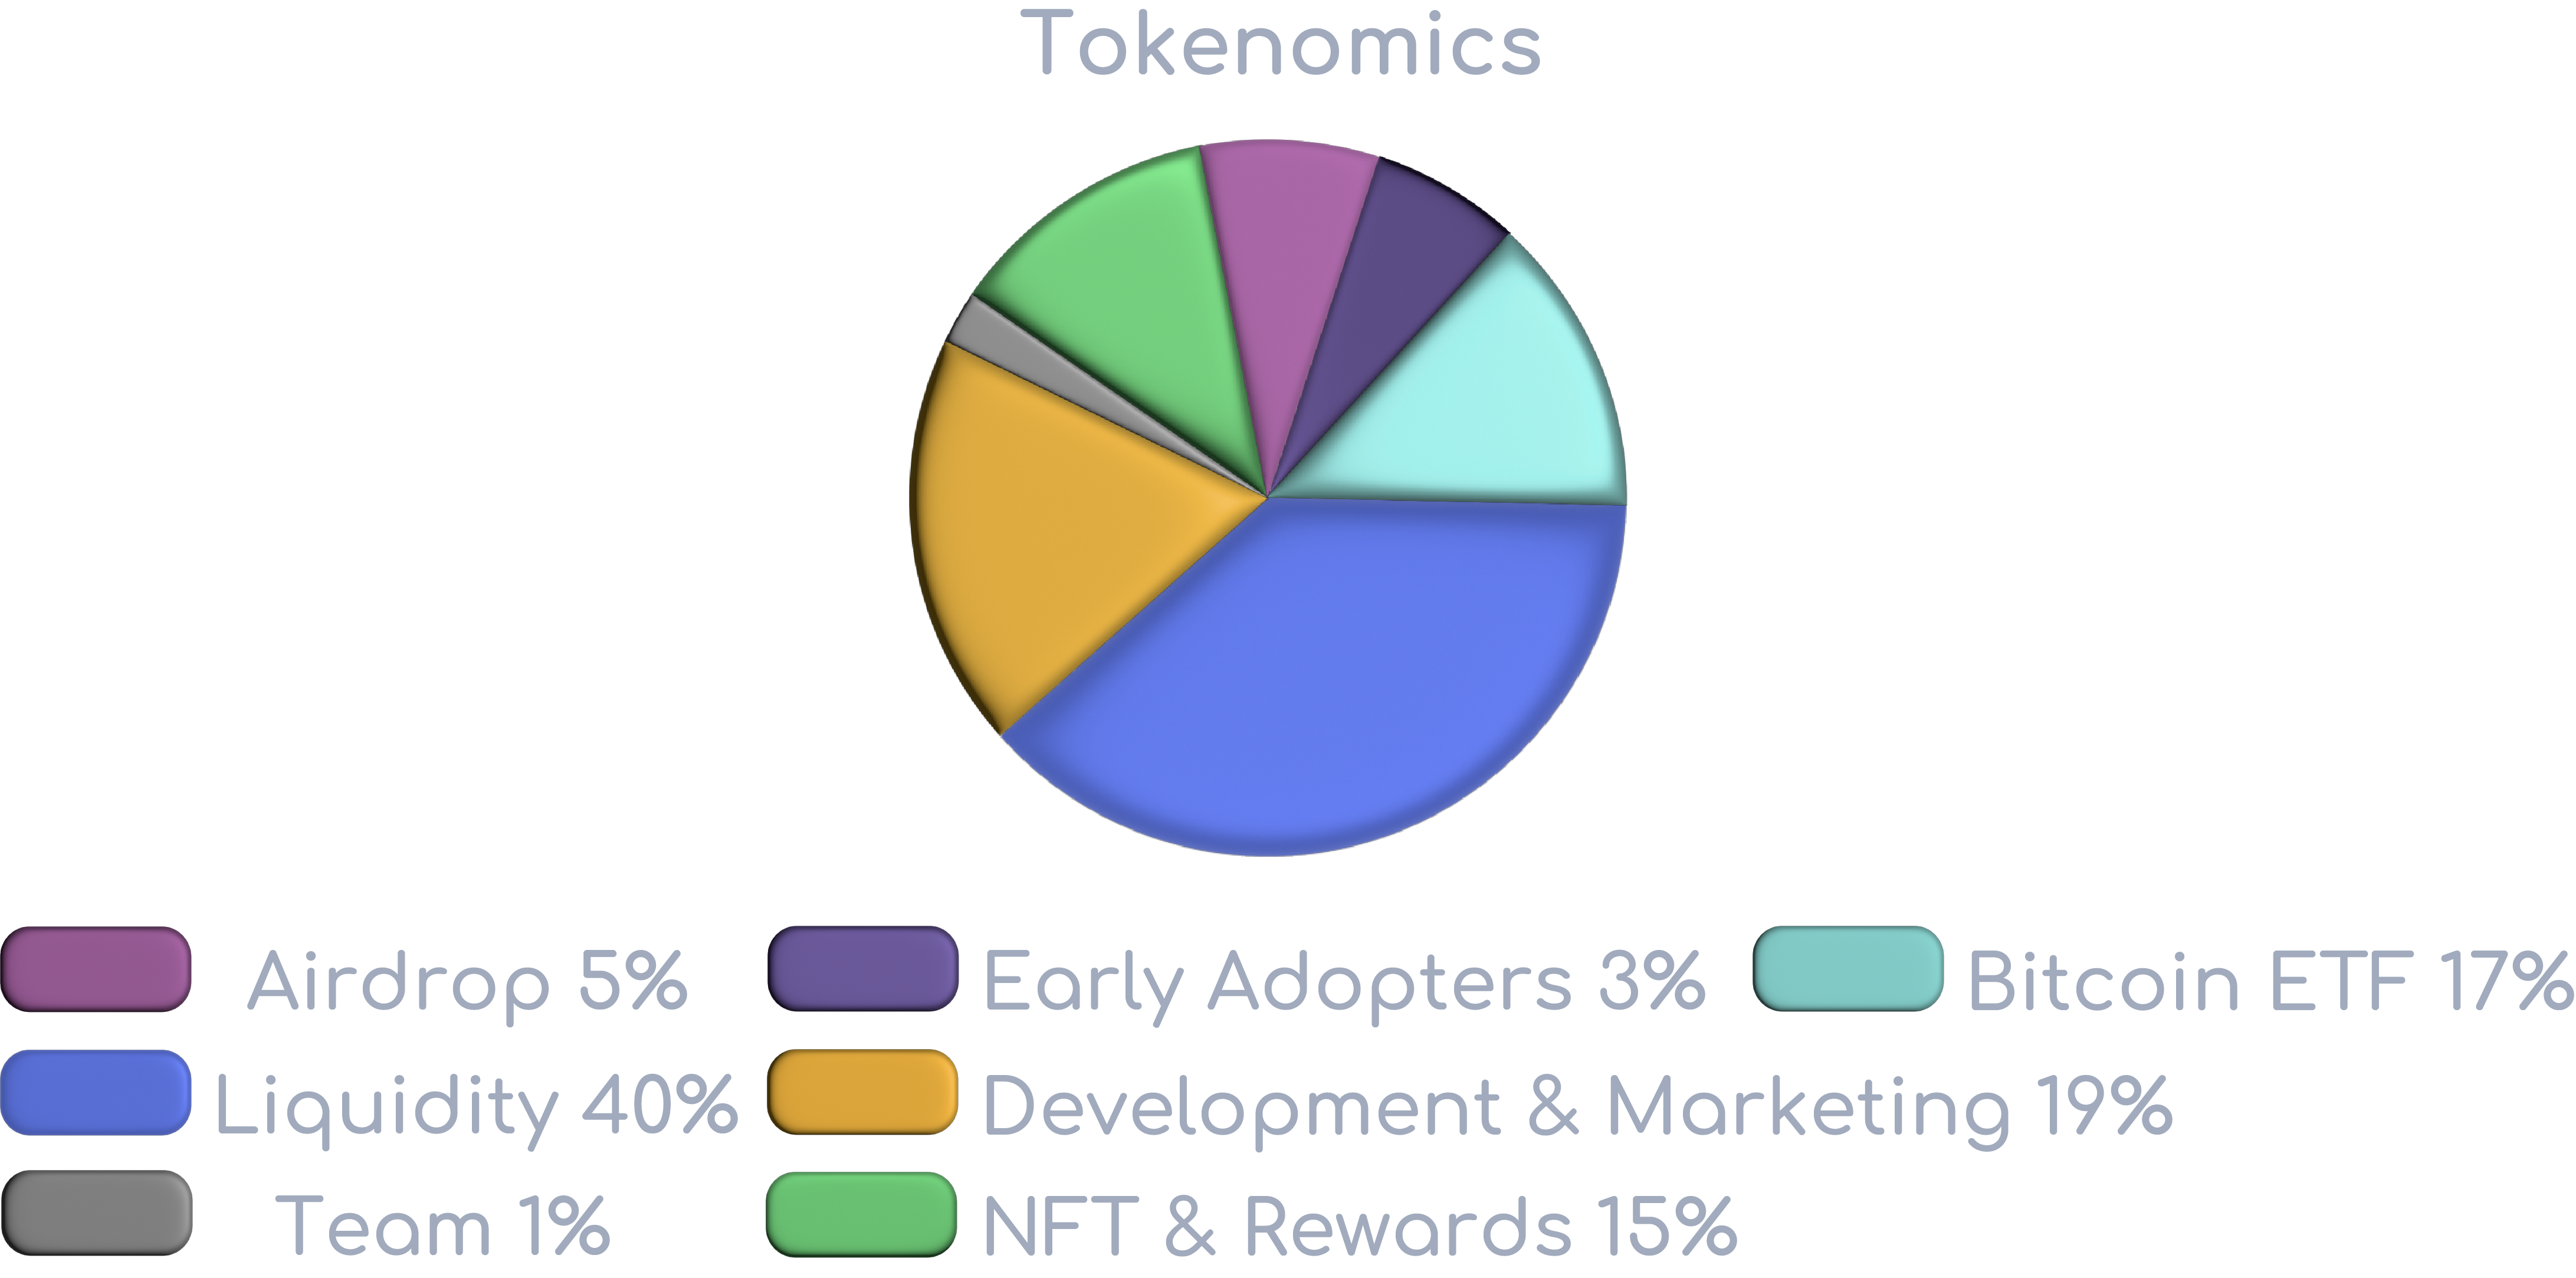 Tokenomics
Airdrop 5% Early Adopters 3% Bitcoin ETF 17%
Liquidity 40% Development & Marketing 19%
Team 1% NFT & Rewards 15%